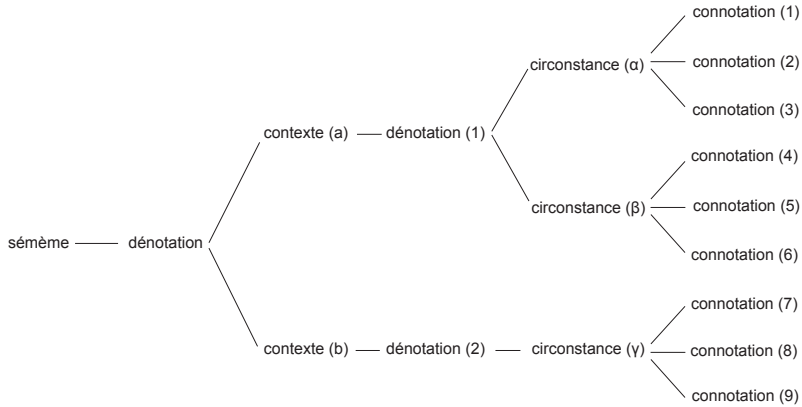 connotation (1)
circonstance (α)
connotation (2)
connotation (3)
contexte (a)
dénotation (1)
connotation (4)
circonstance (β)
connotation (5)
connotation (6)
sémème
dénotation
connotation (7)
contexte (b)
dénotation (2)
circonstance (γ)
connotation (8)
connotation (9)